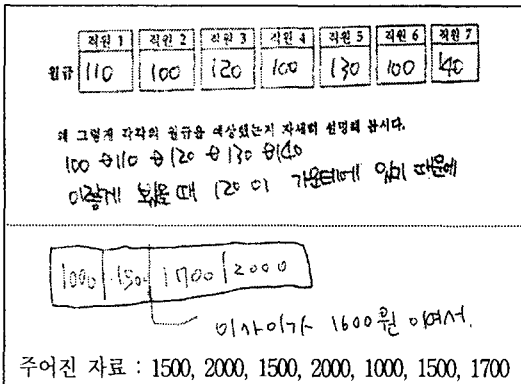 직원 1 직원 2 직원 3 직원 4 직원 5 직원 6 직원 7
월급 110 100 120 100 130 100 140
왜 그렇게 각각의 월급을 예상했는지 자세히 설명해 봅시다.
100 110 120 130 140
이렇게 봤을 때 120이 가운데에 있기 때문에
1000 1500 1700 2000
이사이가 1600원 이여서.
주어진 자료 : 1500, 2000, 1500, 2000, 1000, 1500, 1700